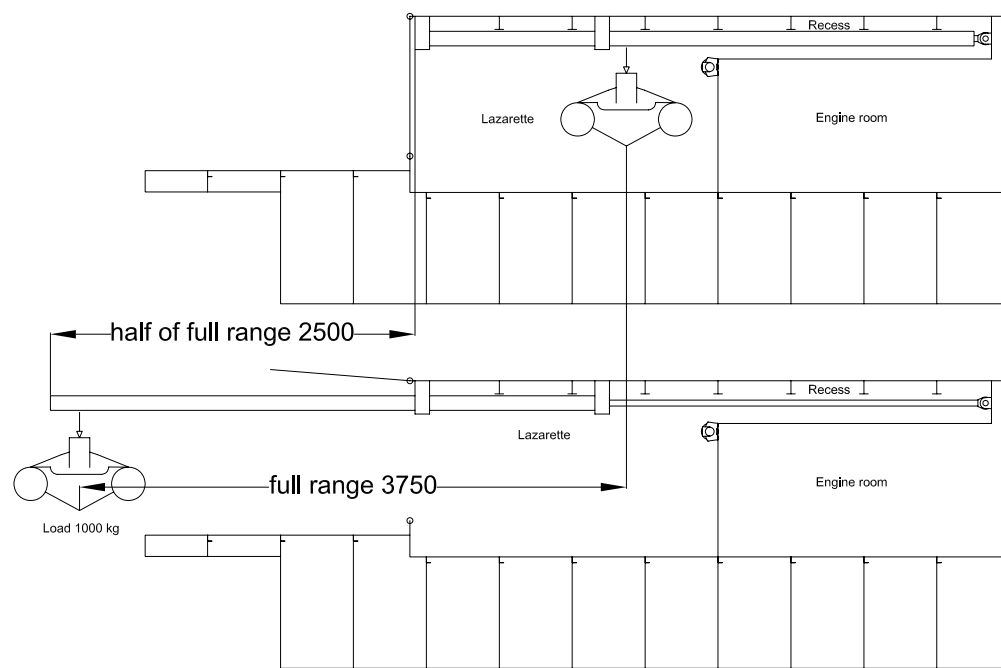 Recess
Lazarette
Engine room
half of full range 2500
Recess
Lazarette
full range 3750
Engine room
Load 1000 kg